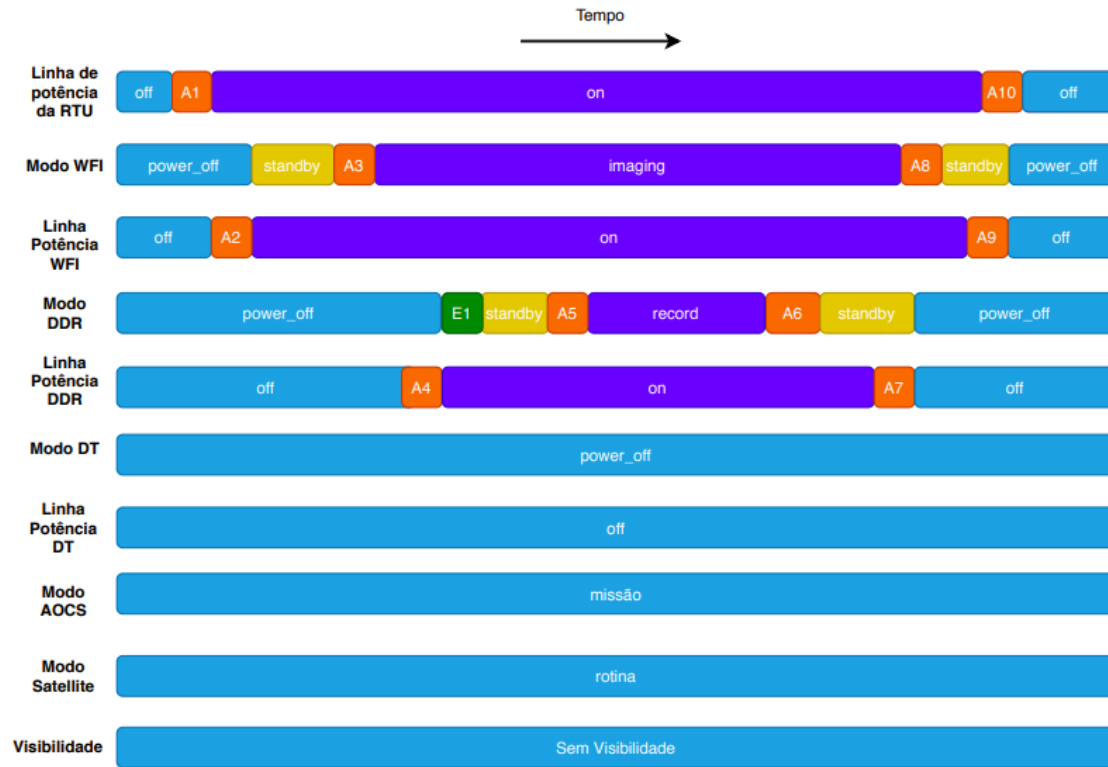 Tempo
Linha de
potência
da RTU
off A1 on A10 off
Modo WFI
power_off standby A3 imaging A8 standby power_off
Linha
Potência
WFI
off A2 on A9 off
Modo
DDR
power_off E1 standby A5 record A6 standby power_off
Linha
Potência
DDR
off A4 on A7 off
Modo DT
power_off
Linha
Potência
DT
off
Modo
AOCS
missão
Modo
Satellite
rotina
Visibilidade
Sem Visibilidade